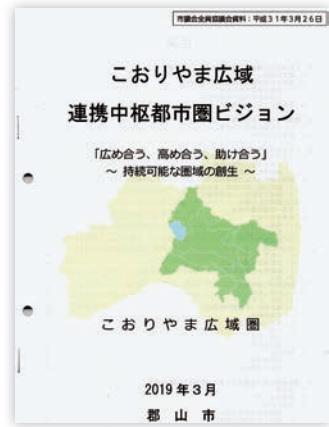 市議会全員協議会資料：平成31年3月26日
こおりやま広域
連携中枢都市圏ビジョン
「広め合う、高め合う、助け合う」
～ 持続可能な圏域の創生 ～
こおりやま広域圏
2019年3月
郡山市